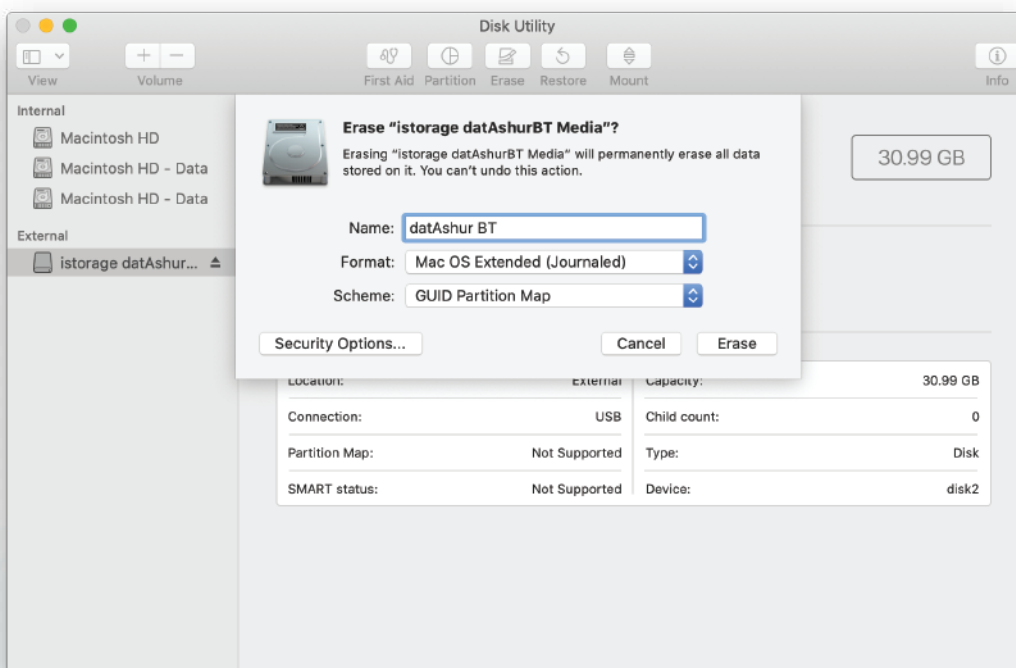 Disk Utility
View
Volume
First Aid
Partition
Erase
Restore
Mount
Info
Internal
Macintosh HD
Macintosh HD - Data
Macintosh HD - Data
External
istorage datAshur...
Erase “istorage datAshurBT Media”?
Erasing “istorage datAshurBT Media” will permanently erase all data
stored on it. You can’t undo this action.
Name: datAshur BT
Format: Mac OS Extended (Journaled)
Scheme: GUID Partition Map
Security Options...
Cancel
Erase
30.99 GB
Location: External
Capacity: 30.99 GB
Connection: USB
Child count: 0
Partition Map: Not Supported
Type: Disk
SMART status: Not Supported
Device: disk2